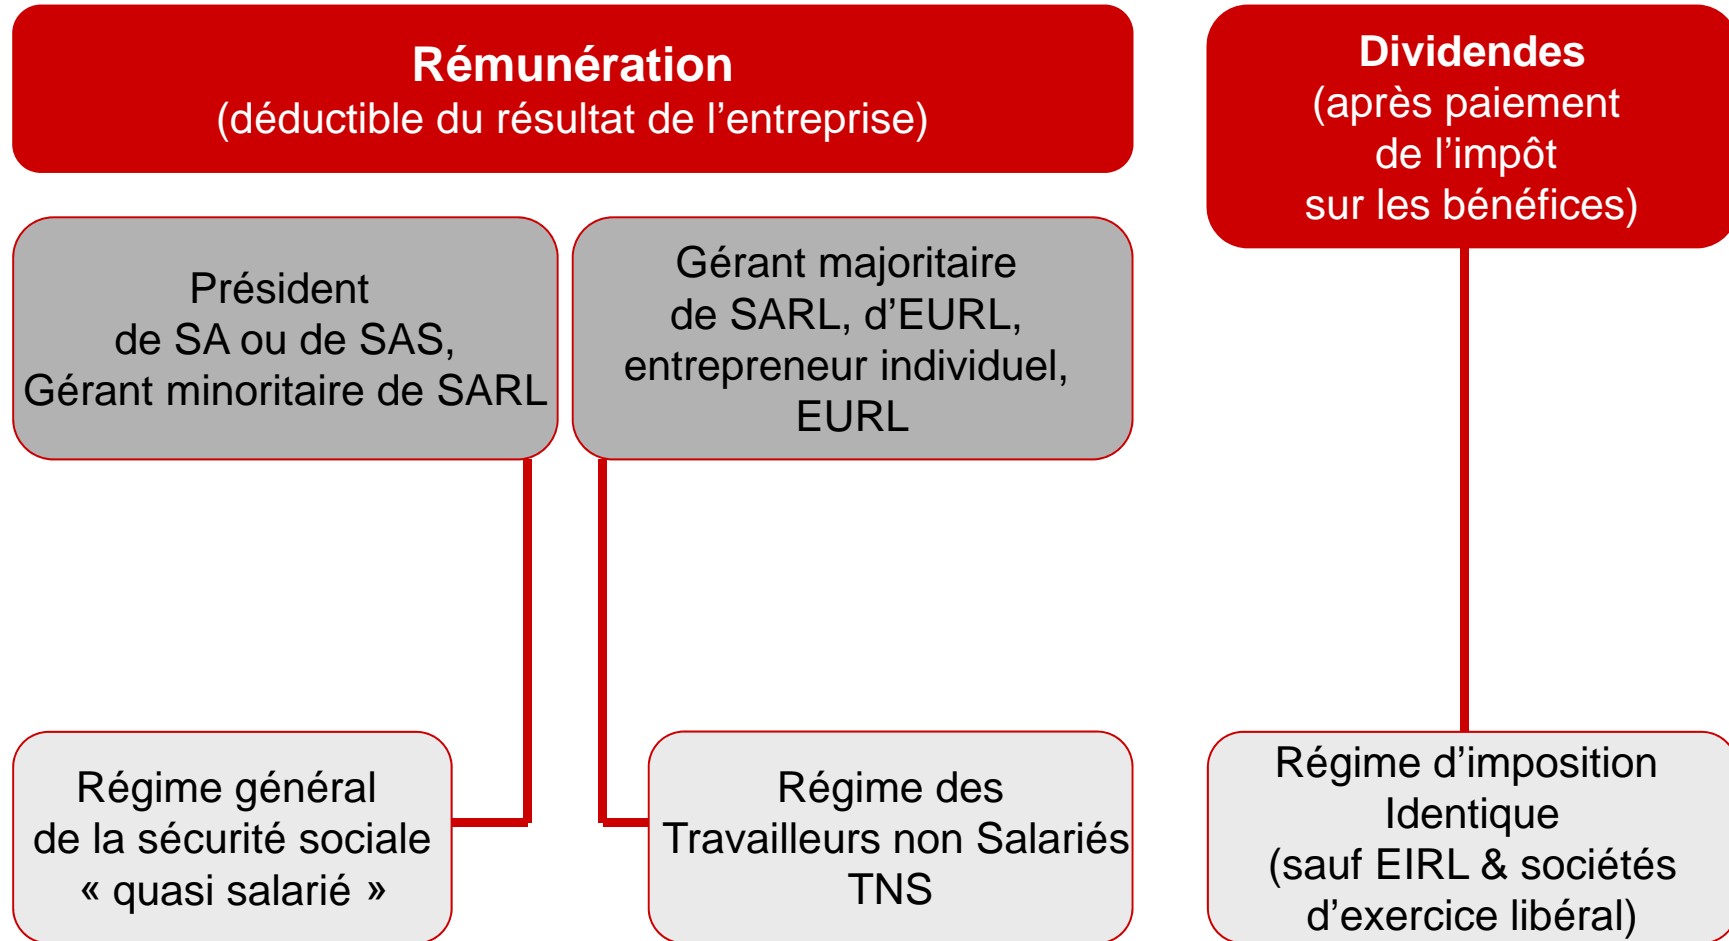 Rémunération
(déductible du résultat de l’entreprise)
Dividendes
(après paiement
de l’impôt
sur les bénéfices)
Président
de SA ou de SAS,
Gérant minoritaire de SARL
Gérant majoritaire
de SARL, d’EURL,
entrepreneur individuel,
EURL
Régime général
de la sécurité sociale
« quasi salarié »
Régime des
Travailleurs non Salariés
TNS
Régime d’imposition
Identique
(sauf EIRL & sociétés
d’exercice libéral)